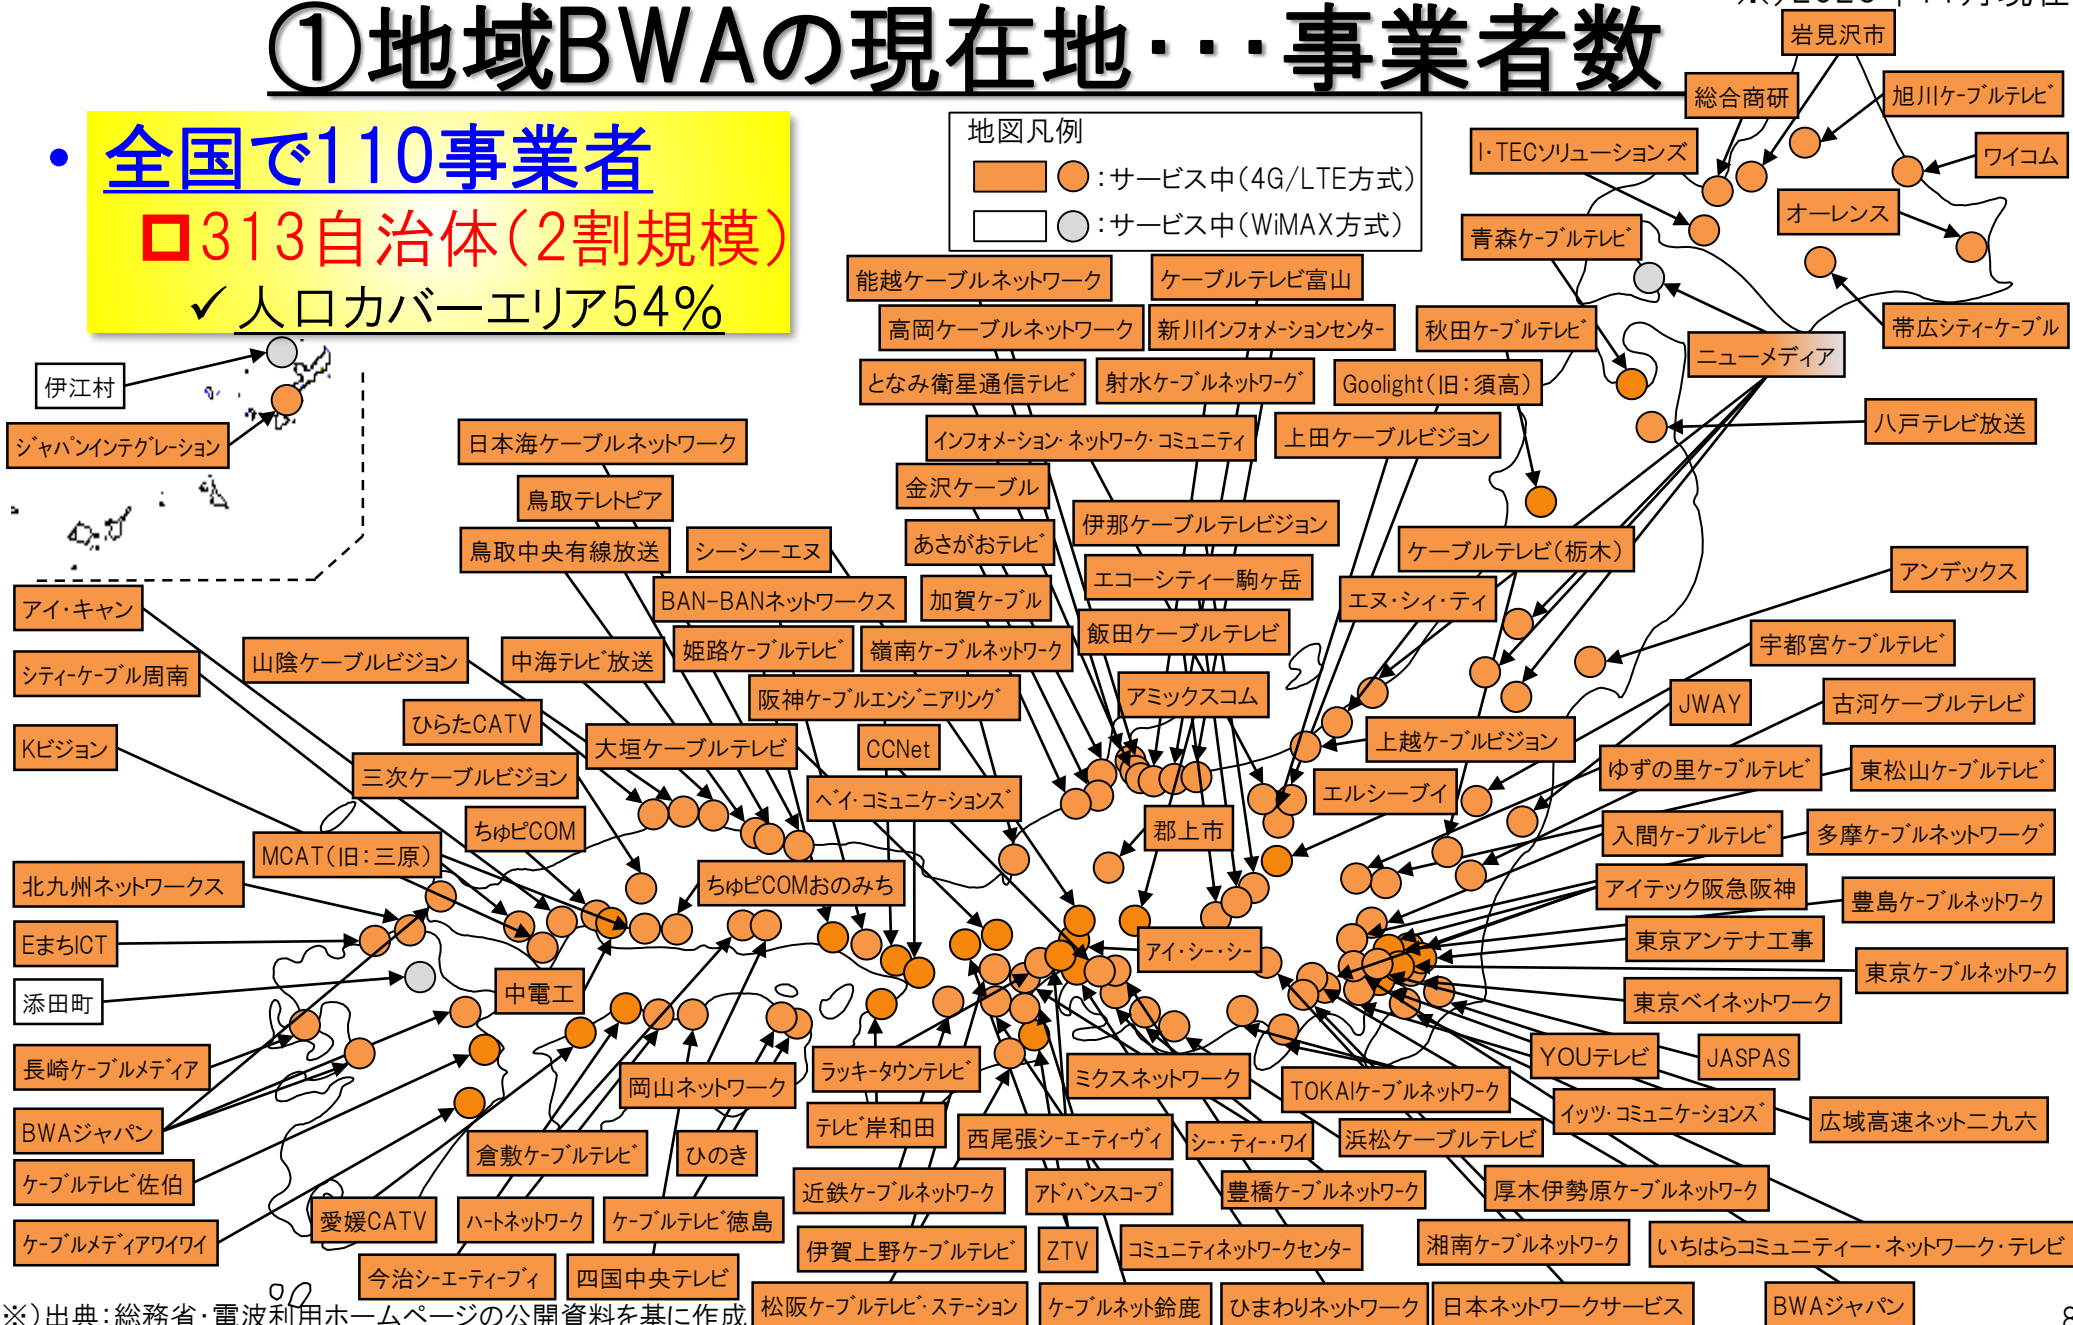 ※)2023年11月現在
①地域BWAの現在地・・・事業者数
・全国で110事業者
313自治体(2割規模)
✓人口カバーエリア54%
地図凡例
:サービス中(4G/LTE方式)
:サービス中(WiMAX方式)
岩見沢市
総合商研
旭川ケーブルテレビ
I・TECソリューションズ
ワイコム
オーレンス
青森ケーブルテレビ
帯広シティーケーブル
能越ケーブルネットワーク
ケーブルテレビ富山
高岡ケーブルネットワーク
新川インフォメーションセンター
秋田ケーブルテレビ
ニューメディア
伊江村
となみ衛星通信テレビ
射水ケーブルネットワーク
Goolight(旧:須高)
八戸テレビ放送
ジャパンインテグレーション
日本海ケーブルネットワーク
インフォメーション・ネットワーク・コミュニティ
上田ケーブルビジョン
金沢ケーブル
鳥取テレトピア
伊那ケーブルテレビジョン
鳥取中央有線放送
シーシーエヌ
あさがおテレビ
ケーブルテレビ(栃木)
エコーシティー駒ヶ岳
アンデックス
アイ・キャン
BAN-BANネットワークス
加賀ケーブル
エヌ・シィ・ティ
飯田ケーブルテレビ
山陰ケーブルビジョン
中海テレビ放送
姫路ケーブルテレビ
嶺南ケーブルネットワーク
宇都宮ケーブルテレビ
シティーケーブル周南
阪神ケーブルエンジニアリング
アミックスコム
JWAY
古河ケーブルテレビ
ひらたCATV
Kビジョン
大垣ケーブルテレビ
CCNet
上越ケーブルビジョン
三次ケーブルビジョン
ゆずの里ケーブルテレビ
東松山ケーブルテレビ
ベイ・コミュニケーションズ
エルシーブイ
ちゅピCOM
郡上市
入間ケーブルテレビ
多摩ケーブルネットワーク
MCAT(旧:三原)
北九州ネットワークス
ちゅピCOMおのみち
アイテック阪急阪神
豊島ケーブルネットワーク
EまちICT
アイ・シー・シー
東京アンテナ工事
東京ケーブルネットワーク
添田町
中電工
東京ベイネットワーク
長崎ケーブルメディア
岡山ネットワーク
ラッキータウンテレビ
ミクスネットワーク
TOKAIケーブルネットワーク
YOUテレビ
JASPAS
BWAジャパン
テレビ岸和田
イッツ・コミュニケーションズ
広域高速ネット二九六
倉敷ケーブルテレビ
ひのき
西尾張シーエーティーヴィ
シー・ティー・ワイ
浜松ケーブルテレビ
ケーブルテレビ佐伯
近鉄ケーブルネットワーク
アドバンスコープ
豊橋ケーブルネットワーク
厚木伊勢原ケーブルネットワーク
愛媛CATV
ハートネットワーク
ケーブルテレビ徳島
ケーブルメディアワイワイ
伊賀上野ケーブルテレビ
ZTV
コミュニティネットワークセンター
湘南ケーブルネットワーク
いちはらコミュニティー・ネットワーク・テレビ
今治シーエーティーブィ
四国中央テレビ
松阪ケーブルテレビ・ステーション
ケーブルネット鈴鹿
ひまわりネットワーク
日本ネットワークサービス
BWAジャパン
※)出典:総務省・電波利用ホームページの公開資料を基に作成
8